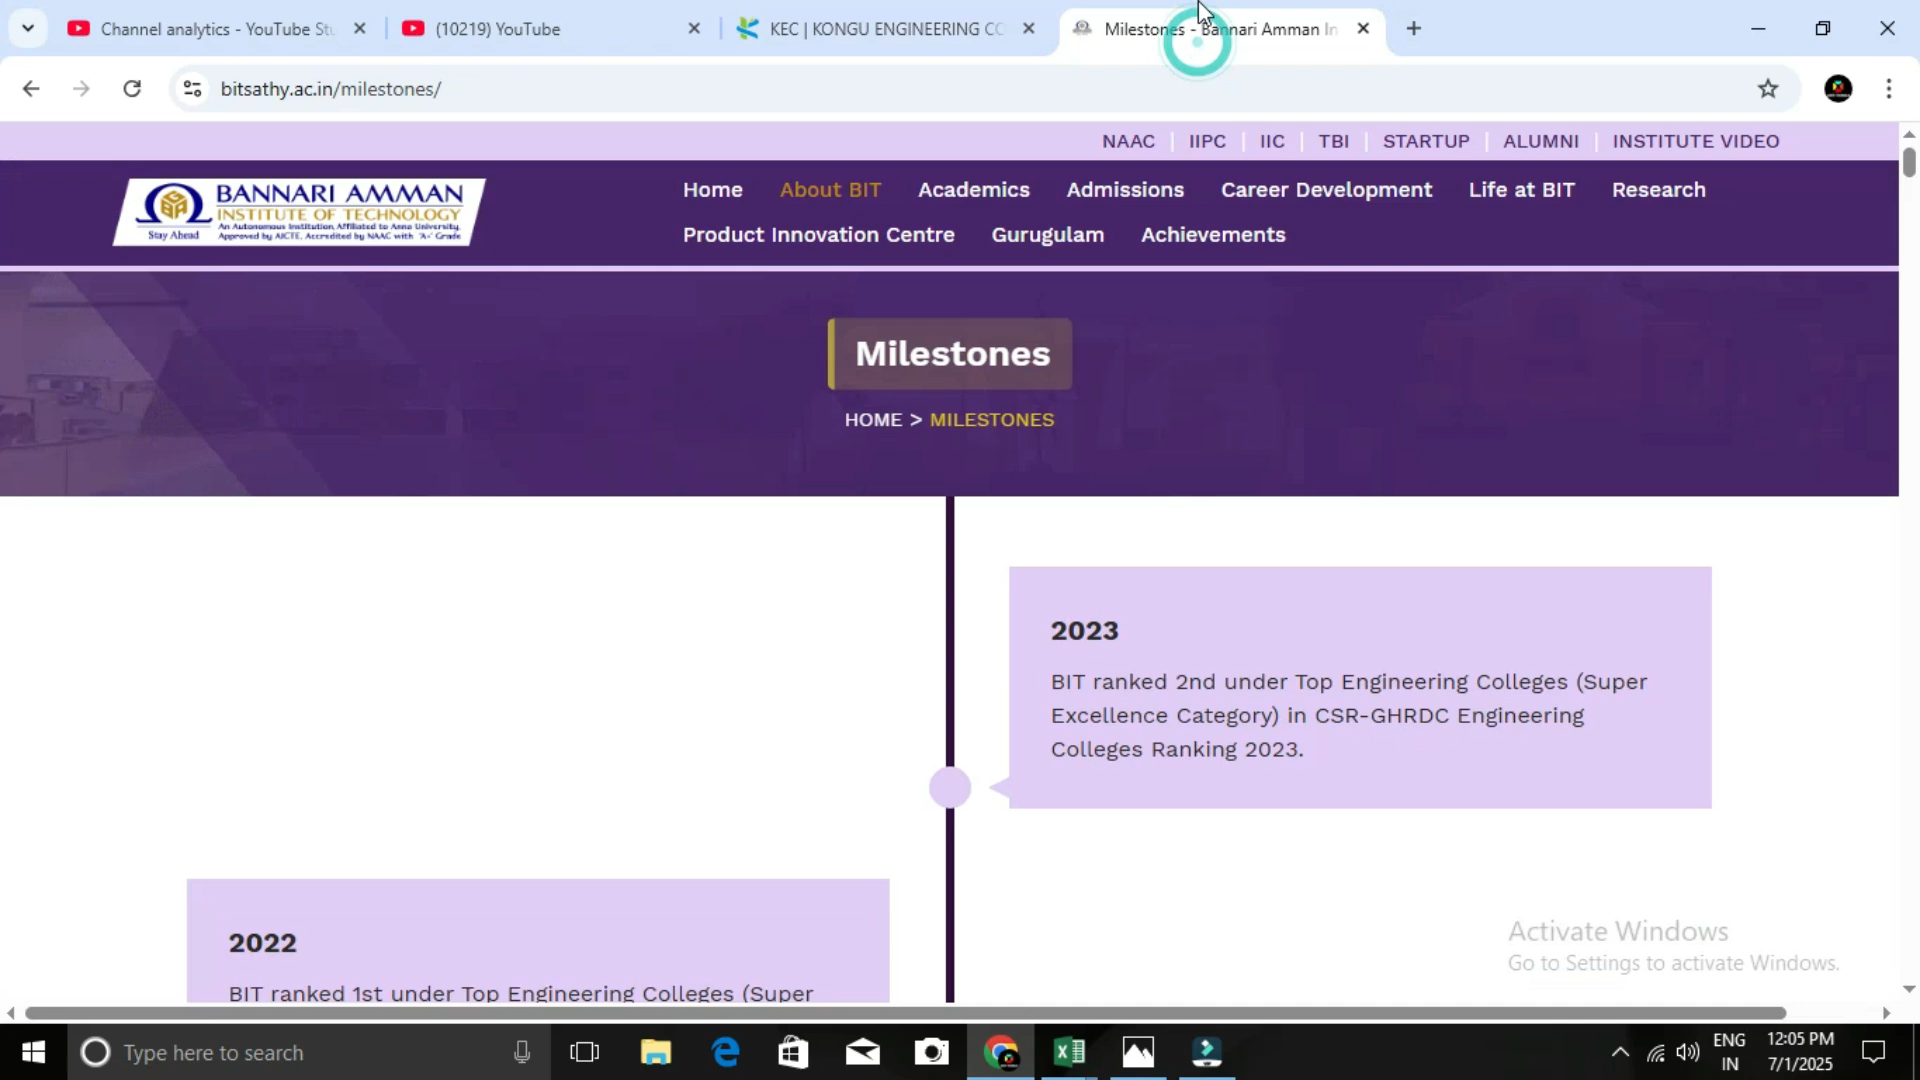 Channel analytics - YouTube Stu
(10219) YouTube
KEC | KONGU ENGINEERING CO
Milestones - Bannari Amman In
bitsathy.ac.in/milestones/
NAAC | IIPC | IIC | TBI | STARTUP | ALUMNI | INSTITUTE VIDEO
BANNARI AMMAN
INSTITUTE OF TECHNOLOGY
An Autonomous Institution, Affiliated to Anna University,
Approved by AICTE, Accredited by NAAC with 'A+' Grade
Stay Ahead
Home About BIT Academics Admissions Career Development Life at BIT Research
Product Innovation Centre Gurugulam Achievements
Milestones
HOME > MILESTONES
2023
BIT ranked 2nd under Top Engineering Colleges (Super
Excellence Category) in CSR-GHRDC Engineering
Colleges Ranking 2023.
2022
BIT ranked 1st under Top Engineering Colleges (Super
Activate Windows
Go to Settings to activate Windows.
Type here to search
ENG
IN
12:05 PM
7/1/2025